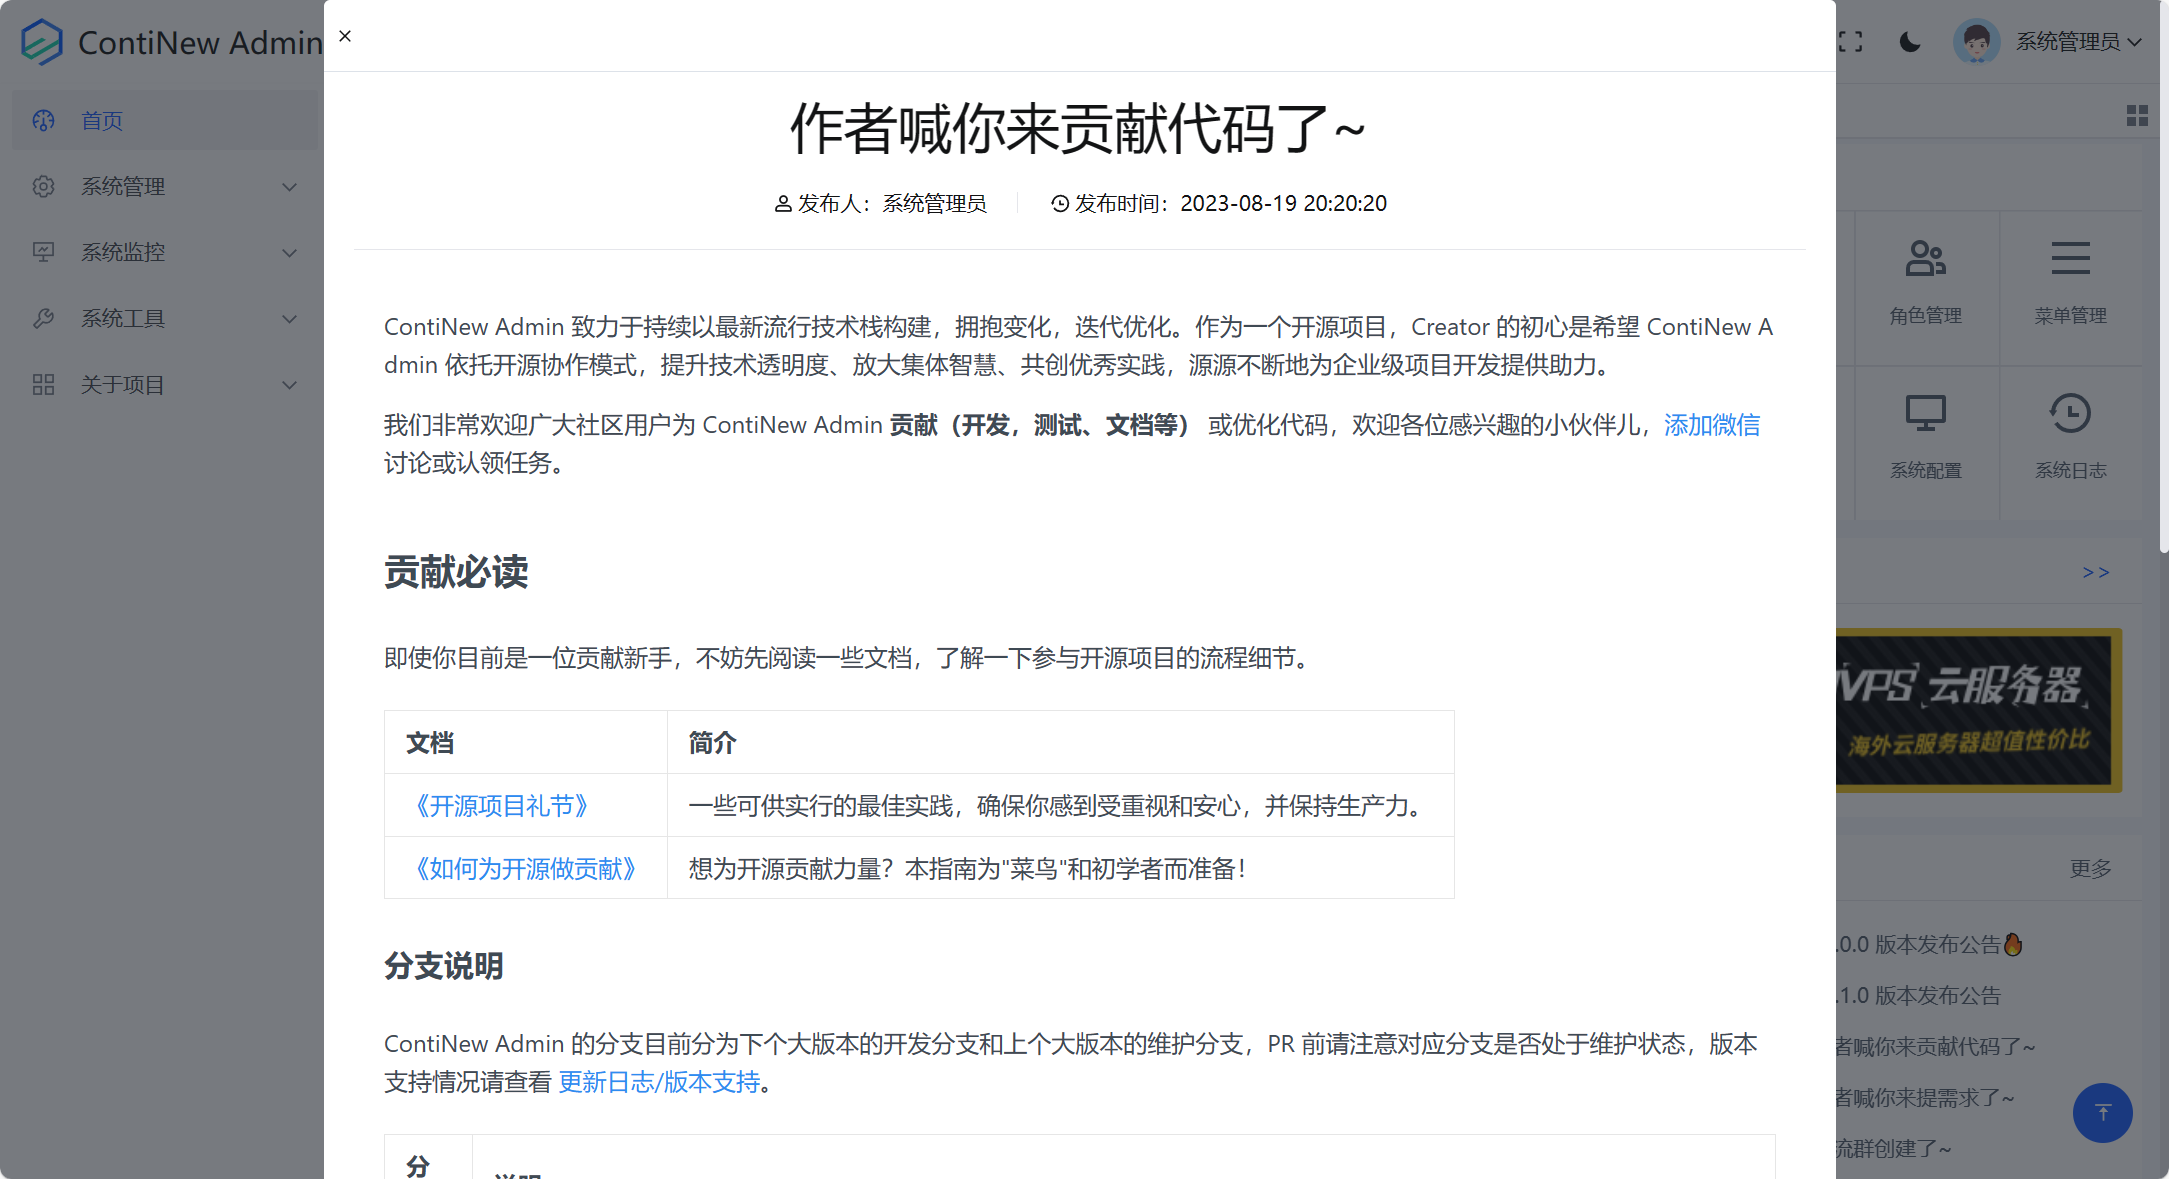 ContiNew Admin
首页
系统管理
系统监控
系统工具
关于项目
×
作者喊你来贡献代码了~
发布人：系统管理员
发布时间：2023-08-19 20:20:20
ContiNew Admin 致力于持续以最新流行技术栈构建，拥抱变化，迭代优化。作为一个开源项目，Creator 的初心是希望 ContiNew A
dmin 依托开源协作模式，提升技术透明度、放大集体智慧、共创优秀实践，源源不断地为企业级项目开发提供助力。
我们非常欢迎广大社区用户为 ContiNew Admin 贡献（开发，测试、文档等） 或优化代码，欢迎各位感兴趣的小伙伴儿，添加微信
讨论或认领任务。
贡献必读
即使你目前是一位贡献新手，不妨先阅读一些文档，了解一下参与开源项目的流程细节。
文档 简介
《开源项目礼节》 一些可供实行的最佳实践，确保你感到受重视和安心，并保持生产力。
《如何为开源做贡献》 想为开源贡献力量？本指南为"菜鸟"和初学者而准备！
分支说明
ContiNew Admin 的分支目前分为下个大版本的开发分支和上个大版本的维护分支，PR 前请注意对应分支是否处于维护状态，版本
支持情况请查看 更新日志/版本支持。
分
说明
系统管理员
角色管理
菜单管理
系统配置
系统日志
>>
VPS 云服务器
海外云服务器超值性价比
更多
.0.0 版本发布公告🔥
.1.0 版本发布公告
者喊你来贡献代码了~
者喊你来提需求了~
流群创建了~